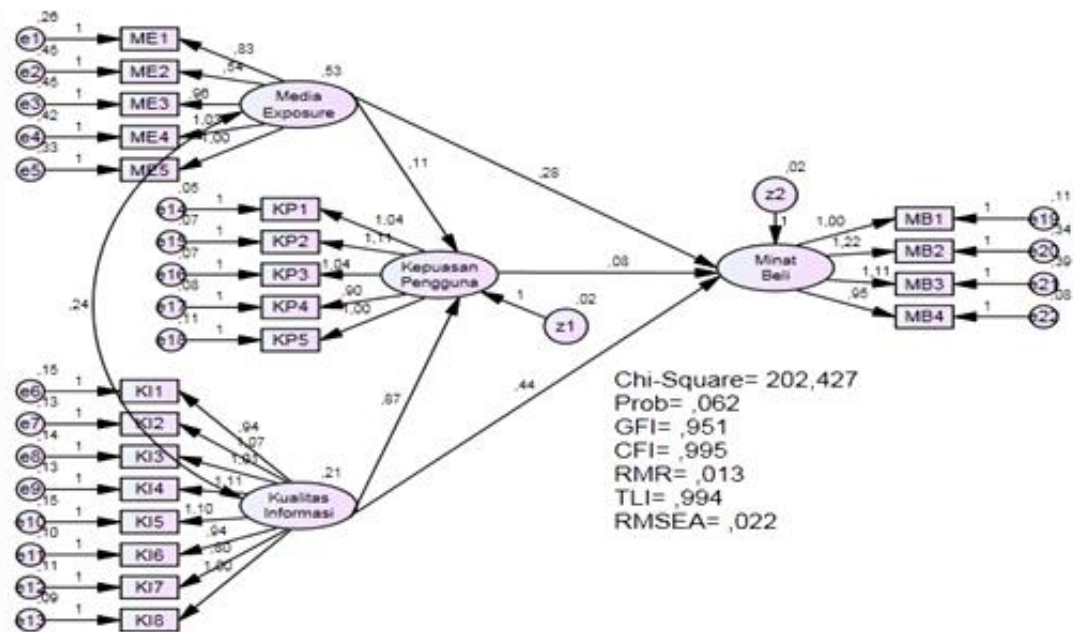 ,26
e1 1 ME1
,45
e2 1 ME2
,45
e3 1 ME3
,42
e4 1 ME4
,33
e5 1 ME5
,83
,54
,96
1,03
1,00
,53
Media
Exposure
,11
,28
,05
e14 1 KP1
,07
e15 1 KP2
,07
e16 1 KP3
,08
e17 1 KP4
,11
e18 1 KP5
1,04
1,11
1,04
,90
1,00
Kepuasan
Pengguna
,08
1
,02
z1
,02
z2
1
Minat
Beli
1,00
1,22
1,11
,95
MB1 1 e19
,11
MB2 1 e20
,34
MB3 1 e21
,39
MB4 1 e22
,08
,24
,87
,44
,15
e6 1 KI1
,13
e7 1 KI2
,14
e8 1 KI3
,13
e9 1 KI4
,15
e10 1 KI5
,10
e11 1 KI6
,11
e12 1 KI7
,09
e13 1 KI8
,94
1,07
1,11
1,10
,94
,80
1,00
,21
Kualitas
Informasi
Chi-Square= 202,427
Prob= ,062
GFI= ,951
CFI= ,995
RMR= ,013
TLI= ,994
RMSEA= ,022